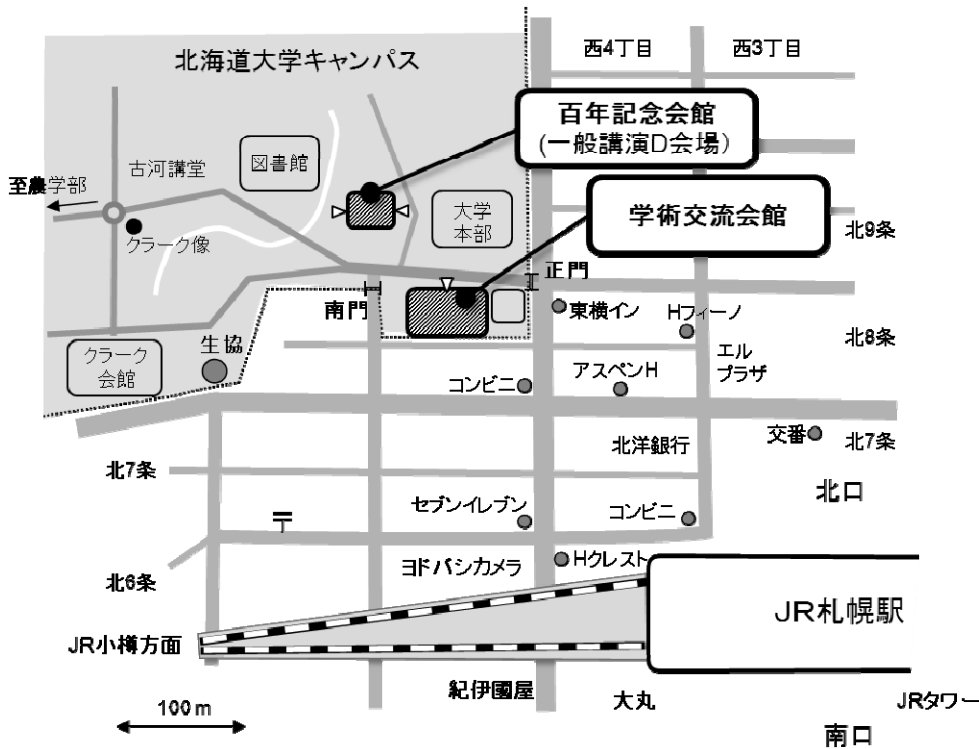 西4丁目
西3丁目
北海道大学キャンパス
百年記念会館
(一般講演D会場)
古河講堂
図書館
至農学部
大学
本部
学術交流会館
北9条
クラーク像
正門
南門
東横イン
Hフィーノ
生協
北8条
クラーク
会館
エル
プラザ
コンビニ
アスペンH
北洋銀行
交番
北7条
北7条
北口
セブンイレブン
コンビニ
〒
ヨドバシカメラ
Hクレスト
北6条
JR札幌駅
JR小樽方面
紀伊國屋
大丸
JRタワー
100m
南口